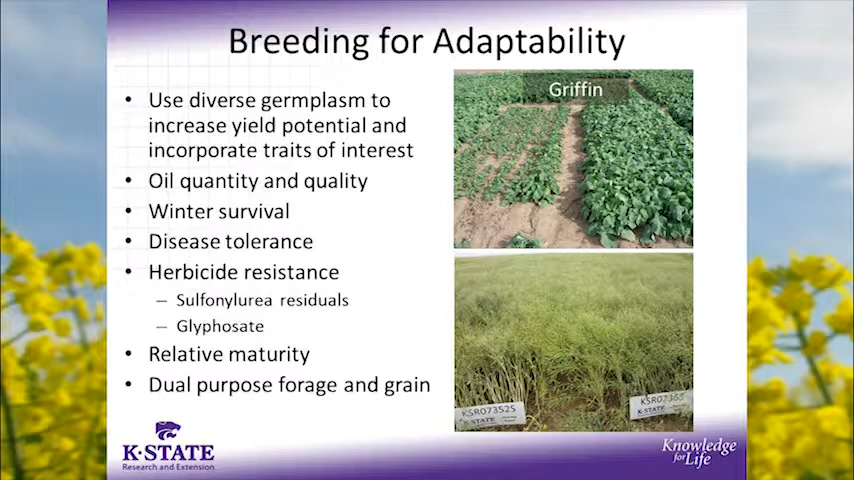 Breeding for Adaptability
• Use diverse germplasm to
increase yield potential and
incorporate traits of interest
• Oil quantity and quality
• Winter survival
• Disease tolerance
• Herbicide resistance
– Sulfonylurea residuals
– Glyphosate
• Relative maturity
• Dual purpose forage and grain
Griffin
KSR07352S
K-STATE
KSR07363
K-STATE
K-STATE
Research and Extension
Knowledge
for Life